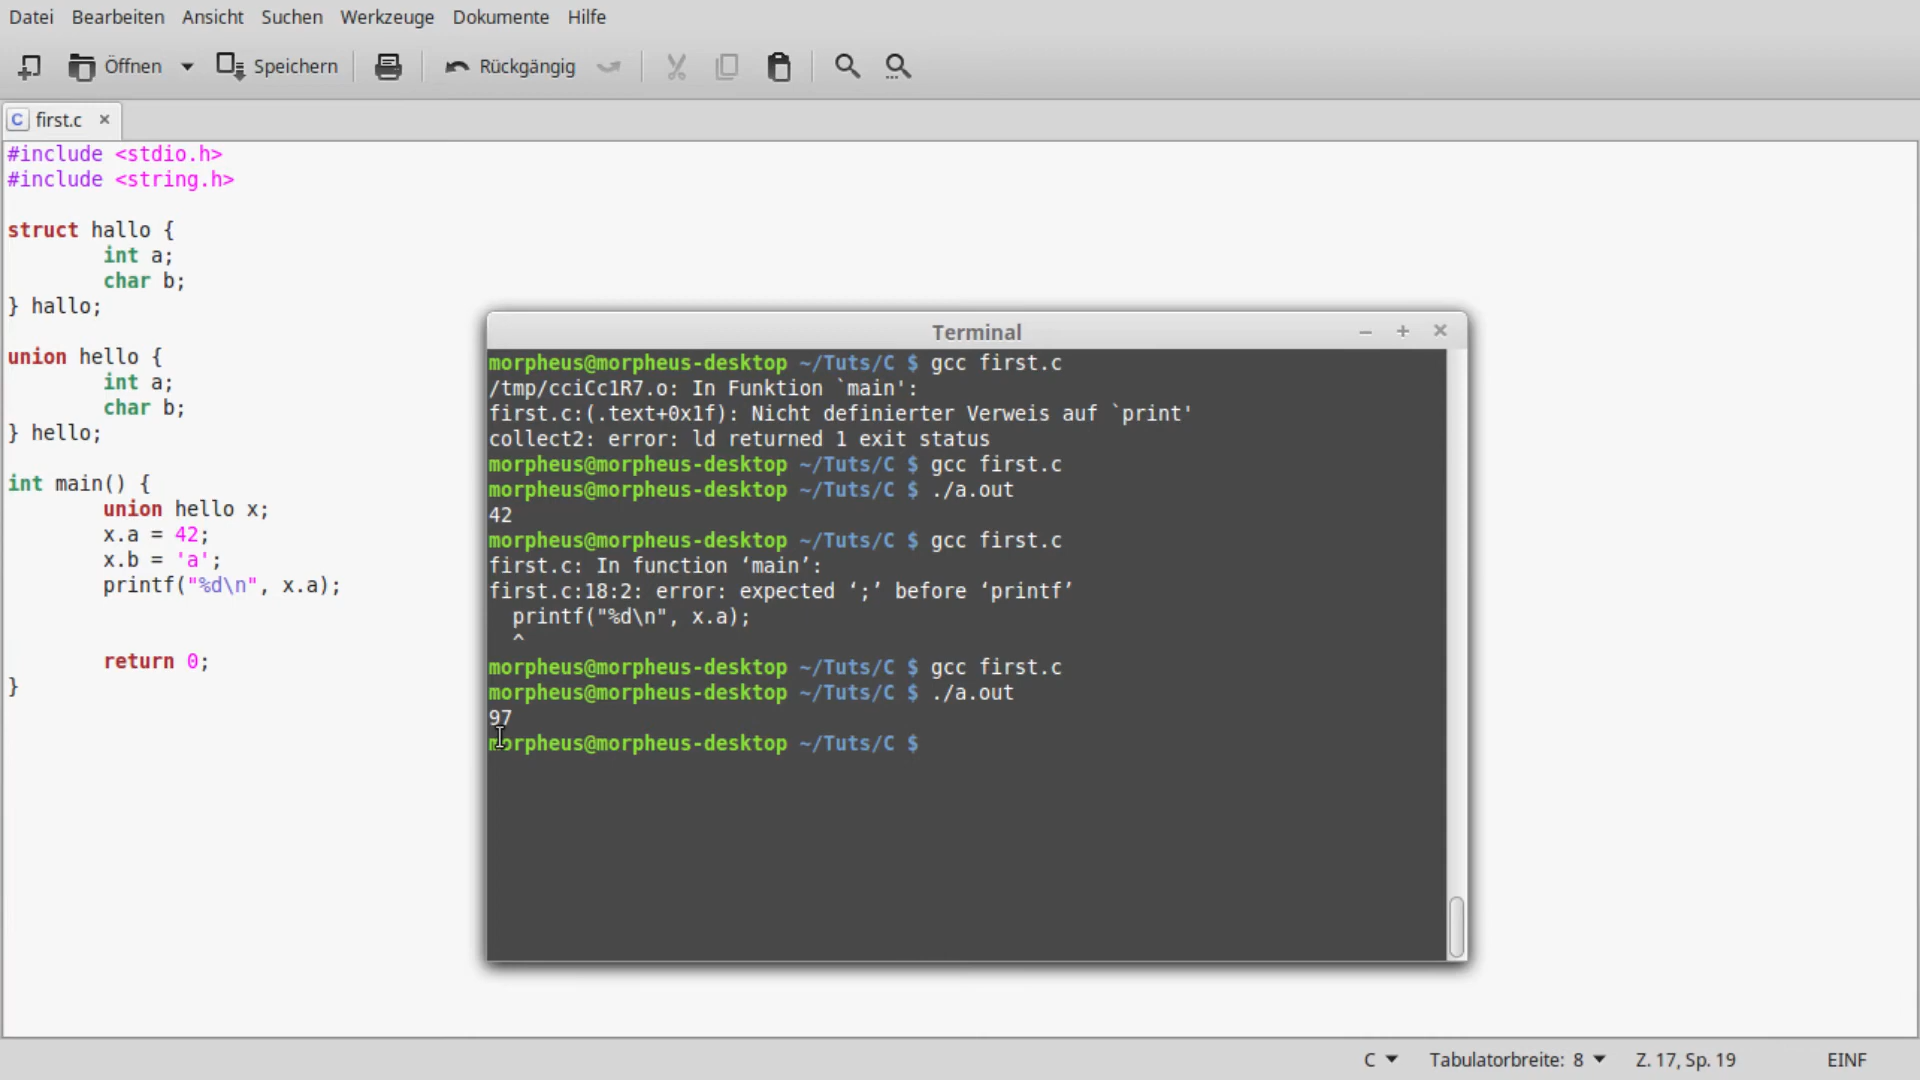 Datei Bearbeiten Ansicht Suchen Werkzeuge Dokumente Hilfe
Öffnen Speichern Rückgängig
C first.c ×
#include <stdio.h>
#include <string.h>
struct hallo {
int a;
char b;
} hallo;
union hello {
int a;
char b;
} hello;
int main() {
union hello x;
x.a = 42;
x.b = 'a';
printf("%d\n", x.a);
return 0;
}
Terminal
morpheus@morpheus-desktop ~/Tuts/C $ gcc first.c
/tmp/cciCc1R7.o: In Funktion `main':
first.c:(.text+0x1f): Nicht definierter Verweis auf `print'
collect2: error: ld returned 1 exit status
morpheus@morpheus-desktop ~/Tuts/C $ gcc first.c
morpheus@morpheus-desktop ~/Tuts/C $ ./a.out
42
morpheus@morpheus-desktop ~/Tuts/C $ gcc first.c
first.c: In function ‘main’:
first.c:18:2: error: expected ‘;’ before ‘printf’
printf("%d\n", x.a);
^
morpheus@morpheus-desktop ~/Tuts/C $ gcc first.c
morpheus@morpheus-desktop ~/Tuts/C $ ./a.out
97
morpheus@morpheus-desktop ~/Tuts/C $
C Tabulatorbreite: 8 Z. 17, Sp. 19 EINF